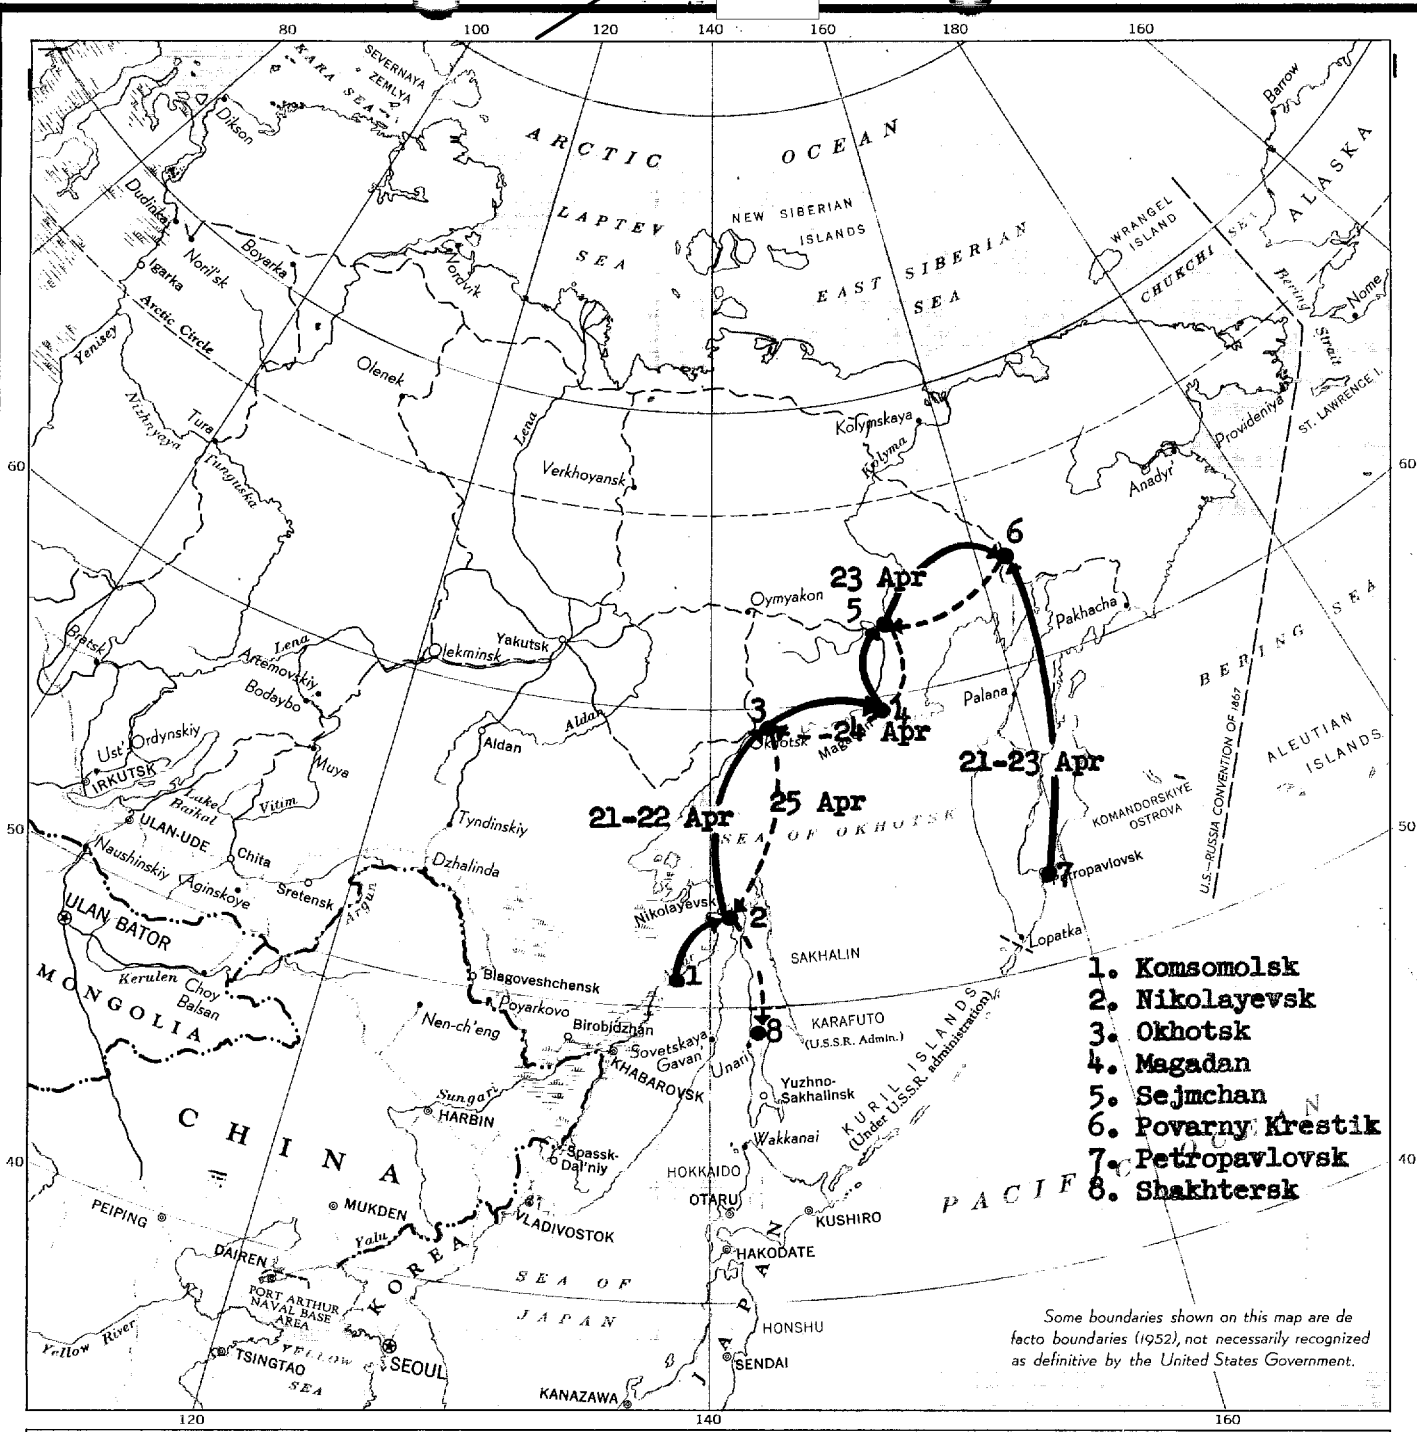 80
100
120
140
160
180
160
KARA SEA
SEVERNAYA
ZEMLYA
Dikson
ARCTIC OCEAN
Barrow
ALASKA
Dudinka
Noril'sk
Igarka
Boyarka
Nordvik
LAPTEV
SEA
NEW SIBERIAN
ISLANDS
EAST SIBERIAN
SEA
WRANGEL
ISLAND
CHUKCHI SEA
Bering
Strait
Nome
Arctic Circle
Yenisey
Olenek
Nizhnyaya
Tunguska
Tura
Lena
Verkhoyansk
Kolymskaya
Kolyma
Provideniya
ST. LAWRENCE I.
Anadyr'
60
60
6
23 Apr
5
Oymyakon
Pakhacha
BERING SEA
Bratsk
Lena
Olekminsk
Yakutsk
Artemovskiy
Bodaybo
Palana
3
4
Okhotsk
Magadan
24 Apr
Aldan
Aldan
Ust' Ordynskiy
IRKUTSK
Muya
Lake
Baikal
Vitim
21-23 Apr
ALEUTIAN
ISLANDS
KOMANDORSKIYE
OSTROVA
U.S.-RUSSIA CONVENTION OF 1867
21-22 Apr
25 Apr
SEA OF OKHOTSK
50
50
ULAN-UDE
Tyndinskiy
Naushinskiy
Chita
Aginskoye
Sretensk
Dzhalinda
Argun
7
Petropavlovsk
ULAN BATOR
Nikolayevsk
2
Lopatka
Kerulen
Choy
Balsan
MONGOLIA
SAKHALIN
1
Blagoveshchensk
Poyarkovo
Nen-ch'eng
Birobidzhan
KHABAROVSK
Sovetskaya
Gavan'
Unari
8
KARAFUTO
(U.S.S.R. Admin.)
KURIL ISLANDS
(Under U.S.S.R. administration)
1. Komsomolsk
2. Nikolayevsk
3. Okhotsk
4. Magadan
5. Sejmchan
6. Povarny Krestik
7. Petropavlovsk
8. Shakhtersk
Yuzhno-
Sakhalinsk
Sungari
HARBIN
CHINA
Wakkanai
Spassk-
Dal'niy
HOKKAIDO
OTARU
KUSHIRO
PACIFIC OCEAN
40
40
PEIPING
MUKDEN
VLADIVOSTOK
Yalu
DAIREN
KOREA
HAKODATE
PORT ARTHUR
NAVAL BASE
AREA
SEA OF
JAPAN
JAPAN
HONSHU
Yellow River
YELLOW
SEA
TSINGTAO
SEOUL
SENDAI
KANAZAWA
Some boundaries shown on this map are de
facto boundaries (1952), not necessarily recognized
as definitive by the United States Government.
120
140
160